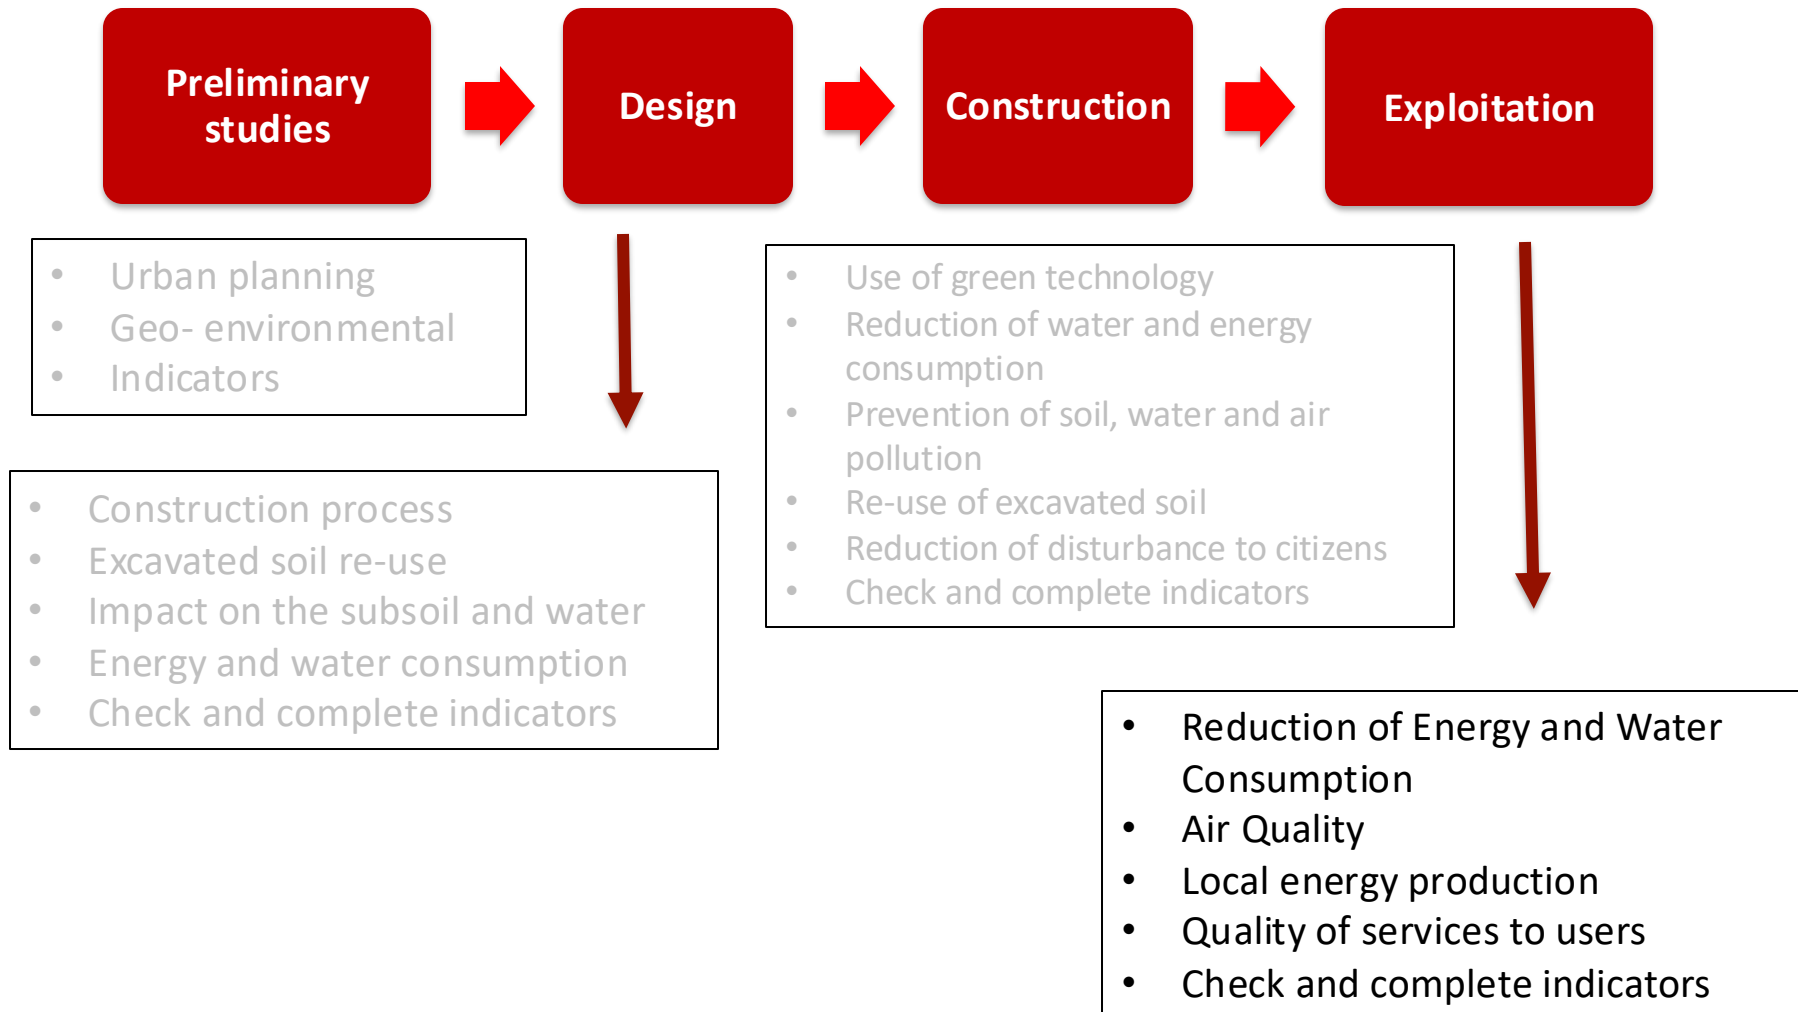 Preliminary
studies
Design
Construction
Exploitation
• Urban planning
• Geo- environmental
• Indicators
• Construction process
• Excavated soil re-use
• Impact on the subsoil and water
• Energy and water consumption
• Check and complete indicators
• Use of green technology
• Reduction of water and energy
consumption
• Prevention of soil, water and air
pollution
• Re-use of excavated soil
• Reduction of disturbance to citizens
• Check and complete indicators
• Reduction of Energy and Water
Consumption
• Air Quality
• Local energy production
• Quality of services to users
• Check and complete indicators